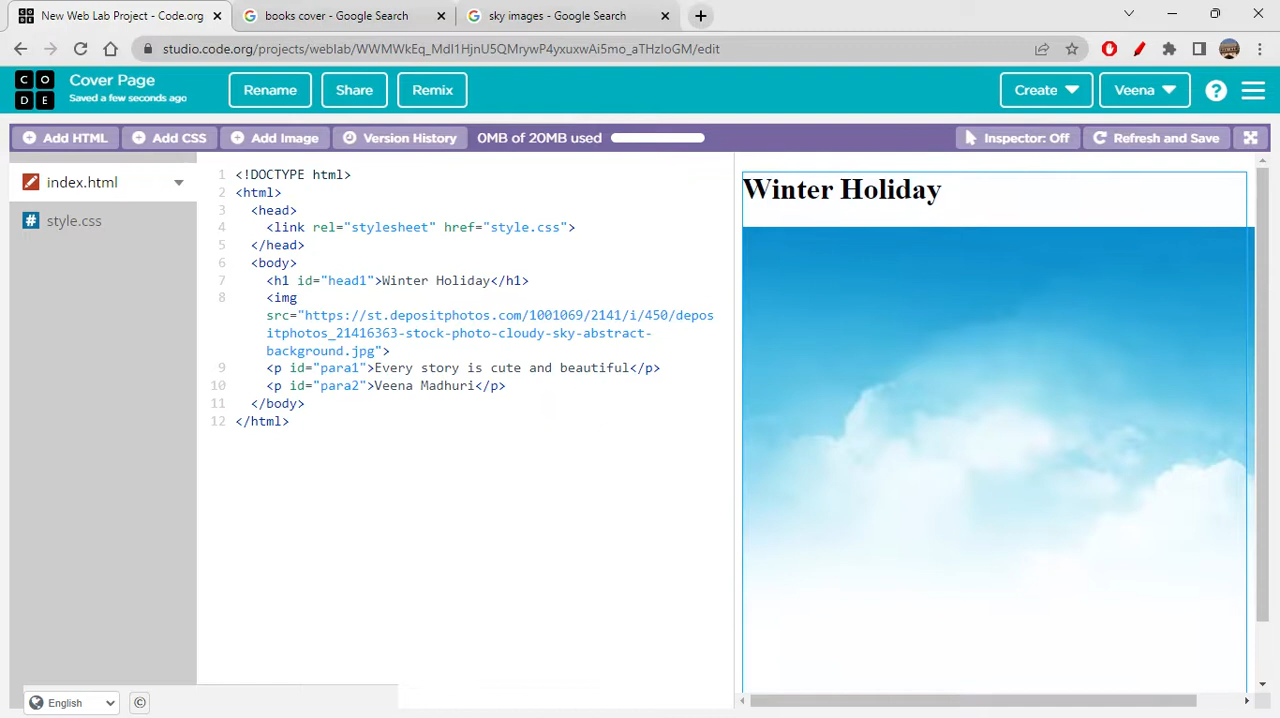 New Web Lab Project - Code.org
books cover - Google Search
sky images - Google Search
studio.code.org/projects/weblab/WWMWkEq_MdI1HjnU5QMrywP4yxuxwAi5mo_aTHzIoGM/edit
C O D E
Cover Page
Saved a few seconds ago
Rename
Share
Remix
Create
Veena
?
Add HTML
Add CSS
Add Image
Version History
0MB of 20MB used
Inspector: Off
Refresh and Save
index.html
# style.css
1 <!DOCTYPE html>
2 <html>
3 <head>
4 <link rel="stylesheet" href="style.css">
5 </head>
6 <body>
7 <h1 id="head1">Winter Holiday</h1>
8 <img
src="https://st.depositphotos.com/1001069/2141/i/450/depos
itphotos_21416363-stock-photo-cloudy-sky-abstract-
background.jpg">
9 <p id="para1">Every story is cute and beautiful</p>
10 <p id="para2">Veena Madhuri</p>
11 </body>
12 </html>
Winter Holiday
English
©